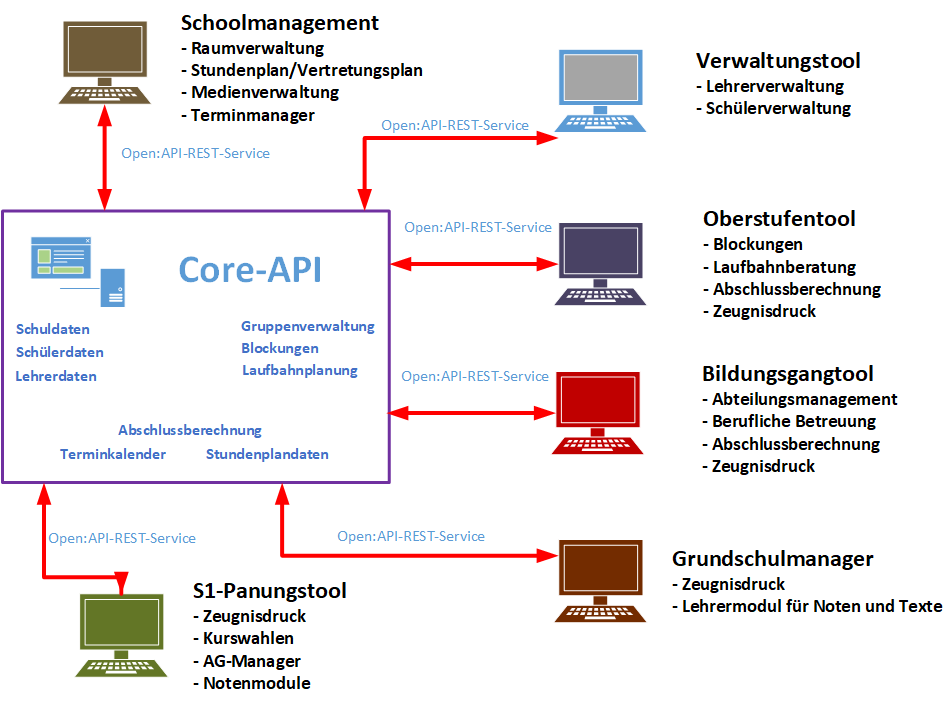 Schoolmanagement
- Raumverwaltung
- Stundenplan/Vertretungsplan
- Medienverwaltung
- Terminmanager
Open:API-REST-Service
Verwaltungstool
- Lehrerverwaltung
- Schülerverwaltung
Open:API-REST-Service
Oberstufentool
- Blockungen
- Laufbahnberatung
- Abschlussberechnung
- Zeugnisdruck
Open:API-REST-Service
Core-API
Schuldaten
Schülerdaten
Lehrerdaten
Gruppenverwaltung
Blockungen
Laufbahnplanung
Abschlussberechnung
Terminkalender
Stundenplandaten
Open:API-REST-Service
Bildungsgangtool
- Abteilungsmanagement
- Berufliche Betreuung
- Abschlussberechnung
- Zeugnisdruck
Open:API-REST-Service
Open:API-REST-Service
Grundschulmanager
- Zeugnisdruck
- Lehrermodul für Noten und Texte
S1-Panungstool
- Zeugnisdruck
- Kurswahlen
- AG-Manager
- Notenmodule